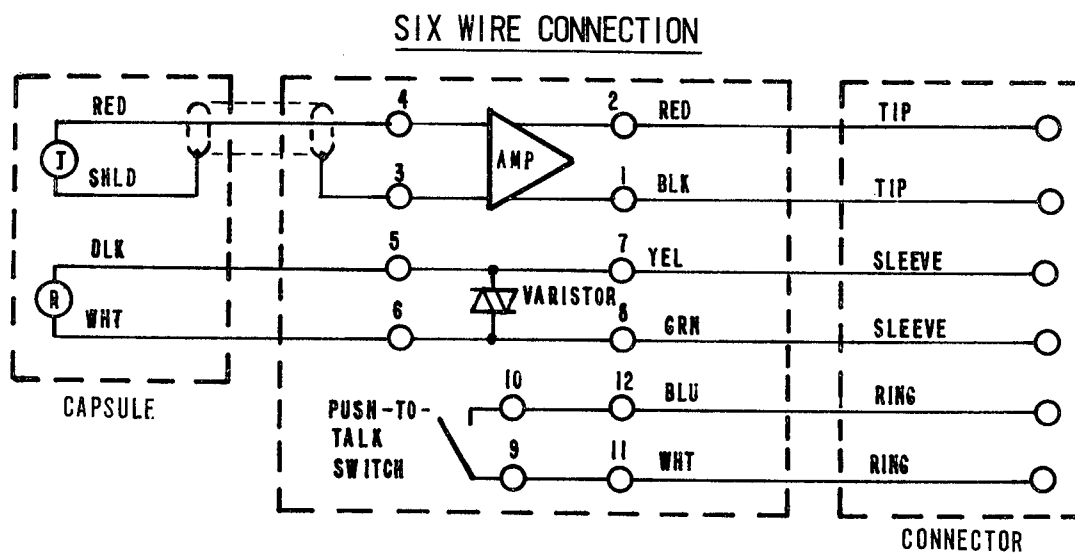 SIX WIRE CONNECTION
RED
T
SHLD
BLK
R
WHT
CAPSULE
4
3
AMP
2
RED
1
BLK
5
6
VARISTOR
7
YEL
8
GRN
PUSH-TO-
TALK
SWITCH
10
9
12
BLU
11
WHT
TIP
TIP
SLEEVE
SLEEVE
RING
RING
CONNECTOR